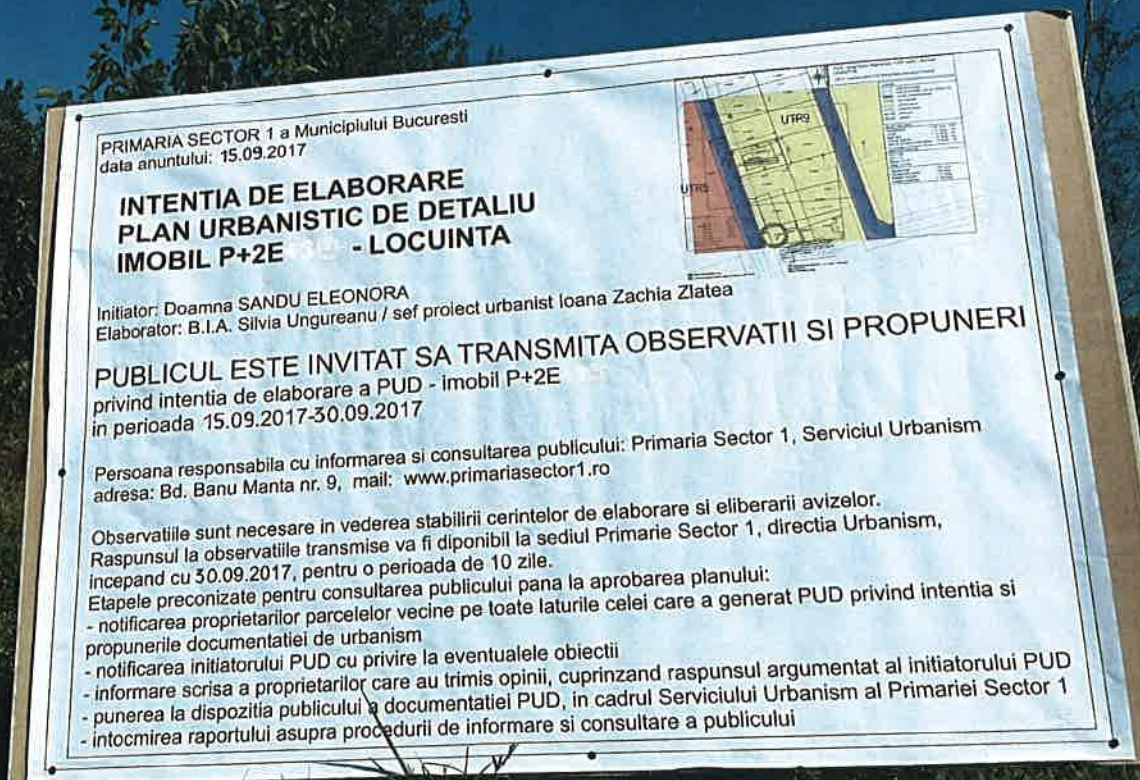 PRIMARIA SECTOR 1 a Municipiului Bucuresti
data anuntului: 15.09.2017
INTENTIA DE ELABORARE
PLAN URBANISTIC DE DETALIU
IMOBIL P+2E - LOCUINTA
UTR9
UTR5
Initiator: Doamna SANDU ELEONORA
Elaborator: B.I.A. Silvia Ungureanu / sef proiect urbanist Ioana Zachia Zlatea
PUBLICUL ESTE INVITAT SA TRANSMITA OBSERVATII SI PROPUNERI
privind intentia de elaborare a PUD - imobil P+2E
in perioada 15.09.2017-30.09.2017
Persoana responsabila cu informarea si consultarea publicului: Primaria Sector 1, Serviciul Urbanism
adresa: Bd. Banu Manta nr. 9, mail: www.primariasector1.ro
Observatiile sunt necesare in vederea stabilirii cerintelor de elaborare si eliberarii avizelor.
Raspunsul la observatiile transmise va fi diponibil la sediul Primarie Sector 1, directia Urbanism,
incepand cu 30.09.2017, pentru o perioada de 10 zile.
Etapele preconizate pentru consultarea publicului pana la aprobarea planului:
- notificarea proprietarilor parcelelor vecine pe toate laturile celei care a generat PUD privind intentia si
propunerile documentatiei de urbanism
- notificarea initiatorului PUD cu privire la eventualele obiectii
- informare scrisa a proprietarilor care au trimis opinii, cuprinzand raspunsul argumentat al initiatorului PUD
- punerea la dispozitia publicului a documentatiei PUD, in cadrul Serviciului Urbanism al Primariei Sector 1
- intocmirea raportului asupra procedurii de informare si consultare a publicului